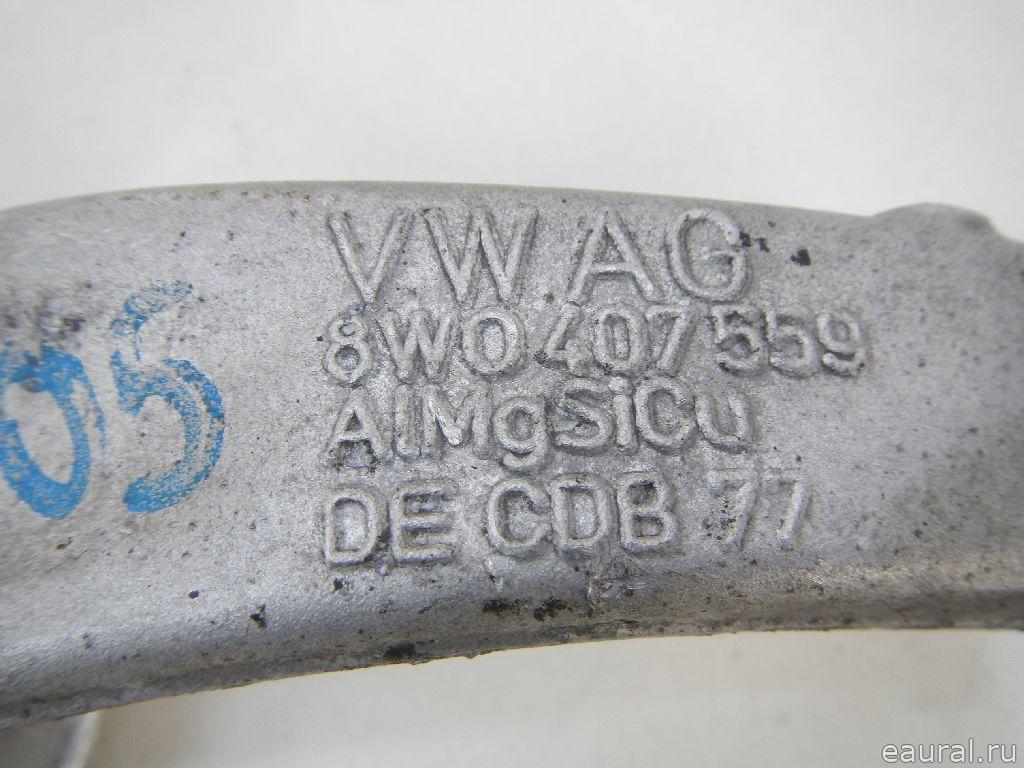 VW AG
8W0 407 559
AlMgSiCu
DE CDB 77
05
eaural.ru